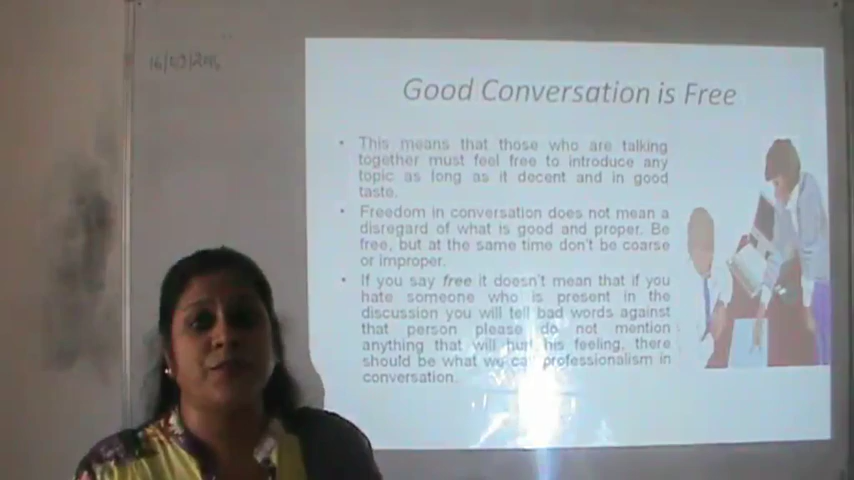 Good Conversation is Free
• This means that those who are talking
together must feel free to introduce any
topic as long as it decent and in good
taste.
• Freedom in conversation does not mean a
disregard of what is good and proper. Be
free, but at the same time don't be coarse
or improper.
• If you say free it doesn't mean that if you
hate someone who is present in the
discussion you will tell bad words against
that person please do not mention
anything that will hurt his feeling, there
should be what we call professionalism in
conversation.